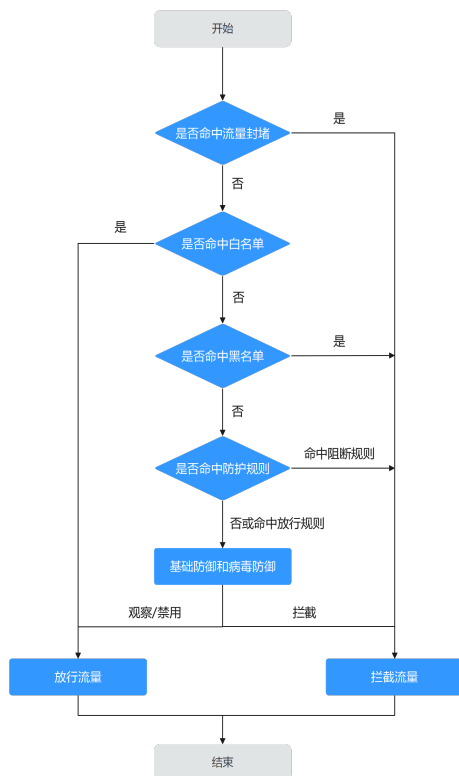 开始
是否命中流量封堵
是
否
是
是否命中白名单
否
是否命中黑名单
是
否
是否命中防护规则
命中阻断规则
否或命中放行规则
基础防御和病毒防御
观察/禁用
拦截
放行流量
拦截流量
结束